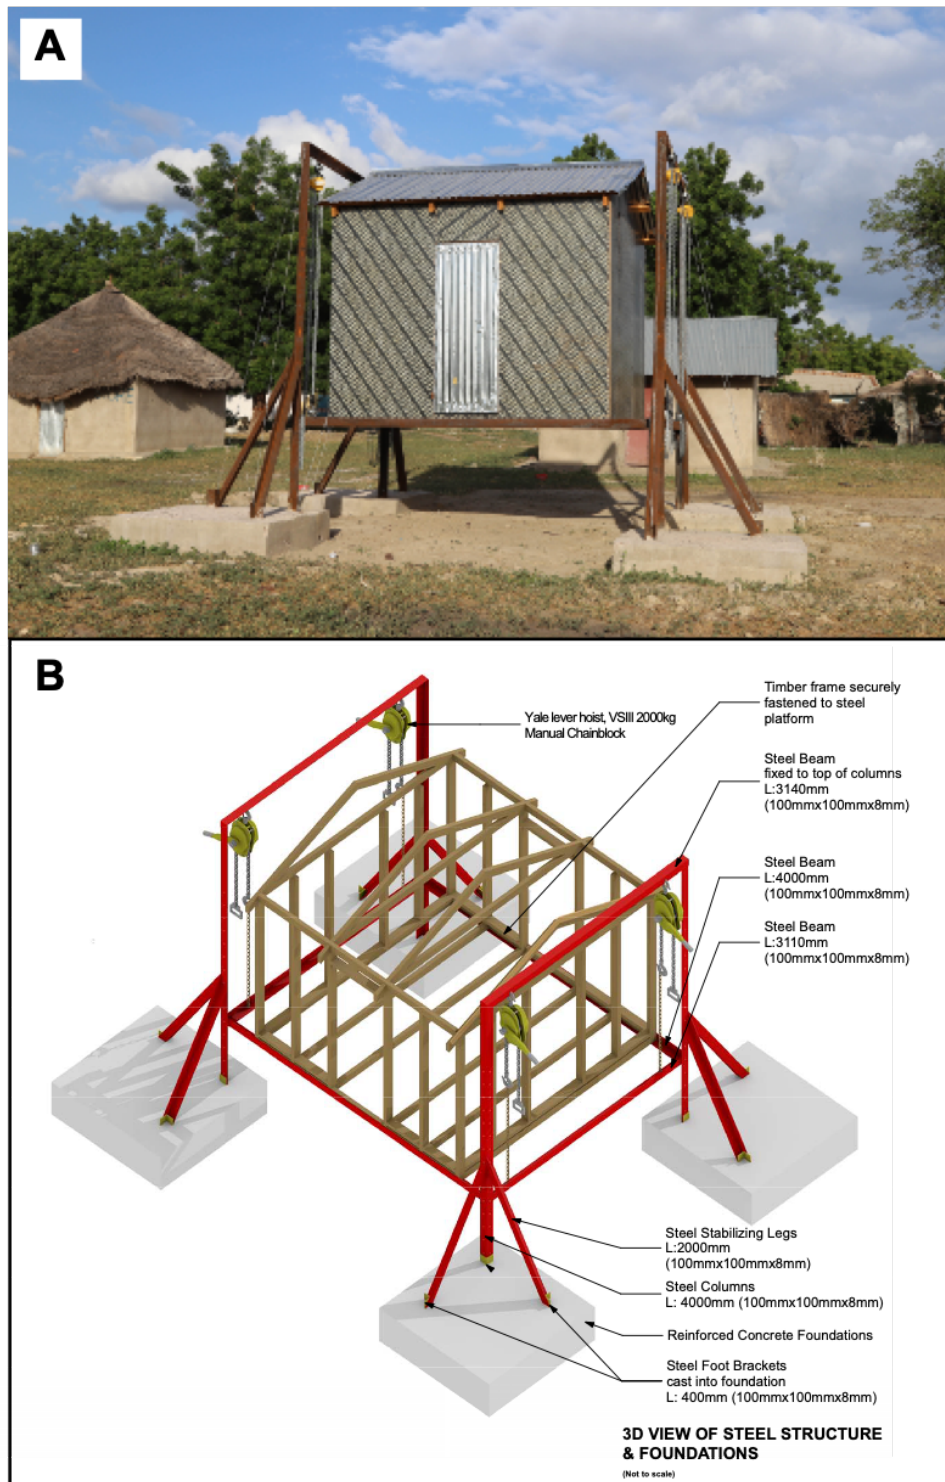 A
B
Yale lever hoist, VSIII 2000kg
Manual Chainblock
Timber frame securely
fastened to steel
platform
Steel Beam
fixed to top of columns
L:3140mm
(100mmx100mmx8mm)
Steel Beam
L:4000mm
(100mmx100mmx8mm)
Steel Beam
L:3110mm
(100mmx100mmx8mm)
Steel Stabilizing Legs
L:2000mm
(100mmx100mmx8mm)
Steel Columns
L: 4000mm (100mmx100mmx8mm)
Reinforced Concrete Foundations
Steel Foot Brackets
cast into foundation
L: 400mm (100mmx100mmx8mm)
3D VIEW OF STEEL STRUCTURE
& FOUNDATIONS
(Not to scale)